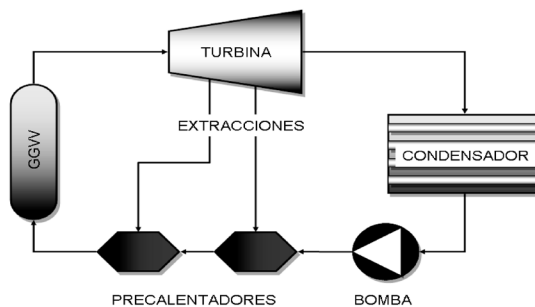 TURBINA
EXTRACCIONES
GGVV
CONDENSADOR
PRECALENTADORES
BOMBA